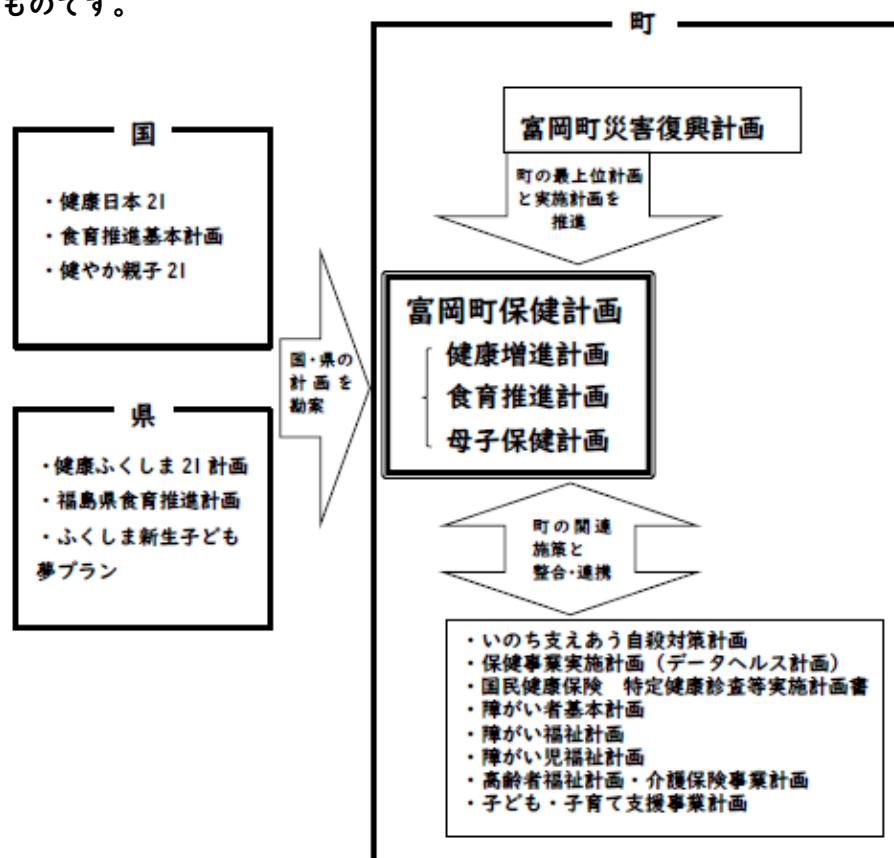 ものです。
町
富岡町災害復興計画
町の最上位計画
と実施計画を
推進
国
・健康日本21
・食育推進基本計画
・健やか親子21
国・県の
計画を
勘案
富岡町保健計画
健康増進計画
食育推進計画
母子保健計画
県
・健康ふくしま21計画
・福島県食育推進計画
・ふくしま新生子ども
夢プラン
町の関連
施策と
整合・連携
・いのち支えあう自殺対策計画
・保健事業実施計画（データヘルス計画）
・国民健康保険　特定健康診査等実施計画書
・障がい者基本計画
・障がい福祉計画
・障がい児福祉計画
・高齢者福祉計画・介護保険事業計画
・子ども・子育て支援事業計画